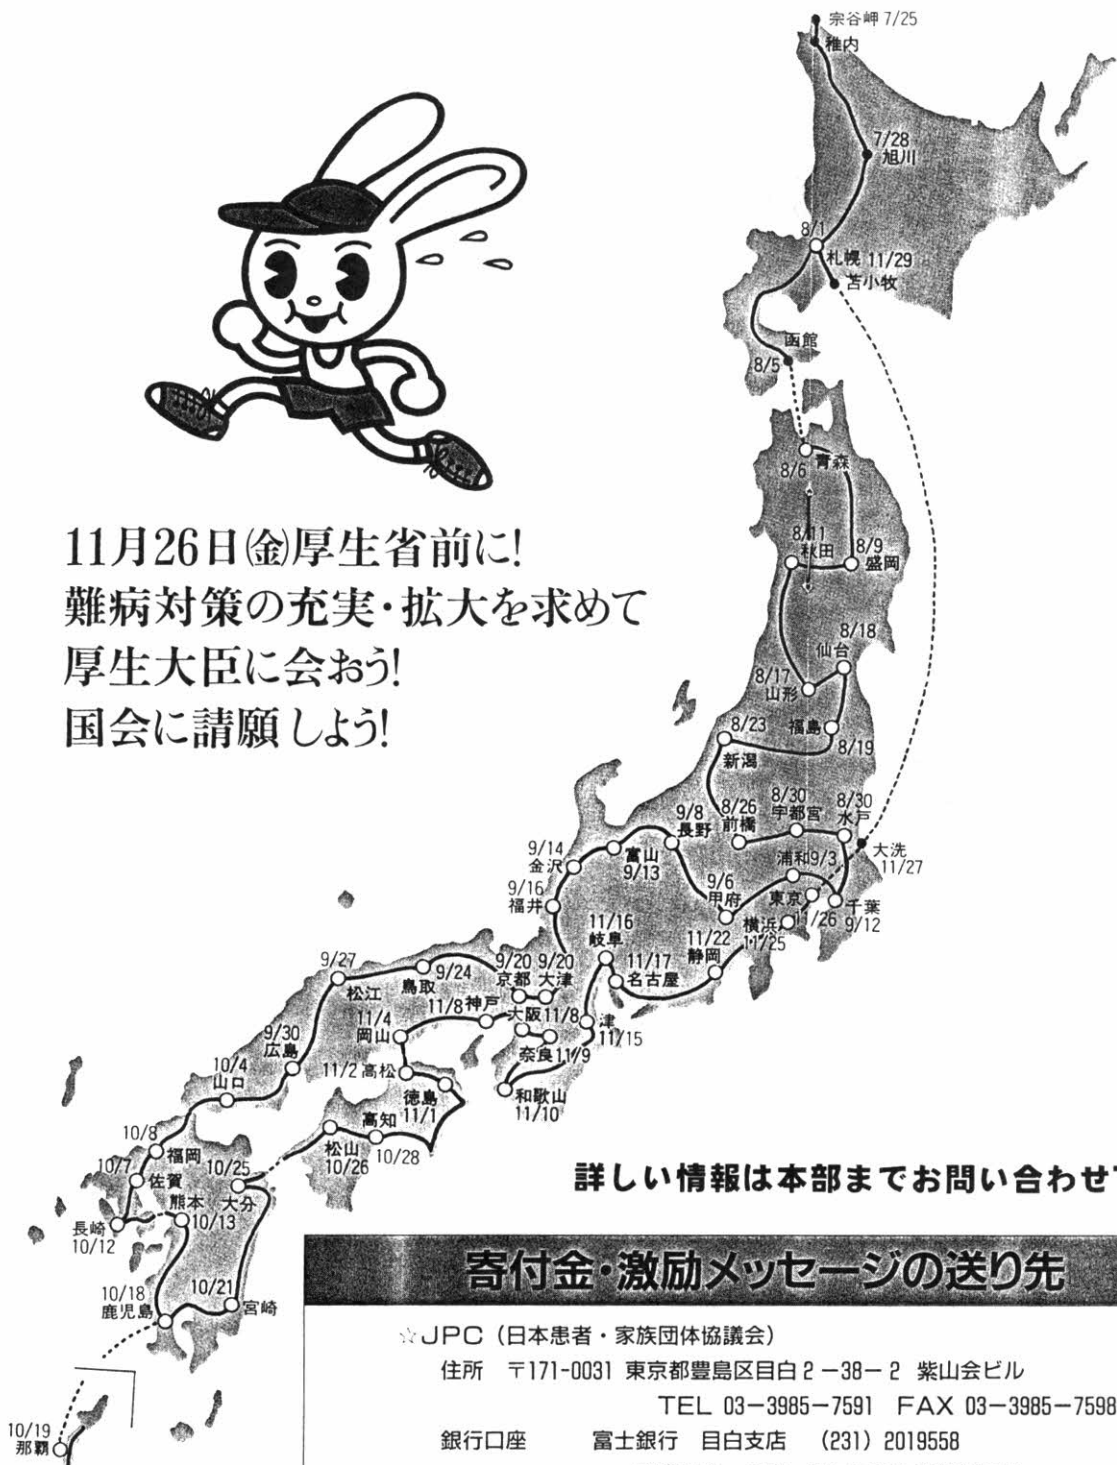 宗谷岬 7/25
稚内
7/28
旭川
8/1
札幌 11/29
苫小牧
函館
8/5
青森
8/6
8/11
秋田
8/9
盛岡
11月26日㈮厚生省前に!
難病対策の充実・拡大を求めて
厚生大臣に会おう!
国会に請願しよう!
8/18
仙台
8/17
山形
福島
8/19
8/23
新潟
8/26
前橋
8/30
宇都宮
8/30
水戸
大洗
11/27
9/8
長野
富山
9/13
9/14
金沢
9/16
福井
浦和9/3
9/6
甲府
東京
11/26
千葉
9/12
横浜
11/25
11/22
静岡
11/16
岐阜
11/17
名古屋
9/20
京都
9/20
大津
9/24
鳥取
9/27
松江
11/8 神戸
大阪11/8
津
11/15
奈良11/9
和歌山
11/10
11/4
岡山
11/2 高松
徳島
11/1
9/30
広島
10/4
山口
高知
10/28
松山
10/26
10/8
福岡
10/7
佐賀
10/25
大分
熊本
10/13
長崎
10/12
10/21
宮崎
10/18
鹿児島
10/19
那覇
詳しい情報は本部までお問い合わせ
寄付金・激励メッセージの送り先
☆JPC(日本患者・家族団体協議会)
住所 〒171-0031 東京都豊島区目白2-38-2 紫山会ビル
TEL 03-3985-7591 FAX 03-3985-7598
銀行口座 富士銀行 目白支店 (231) 2019558